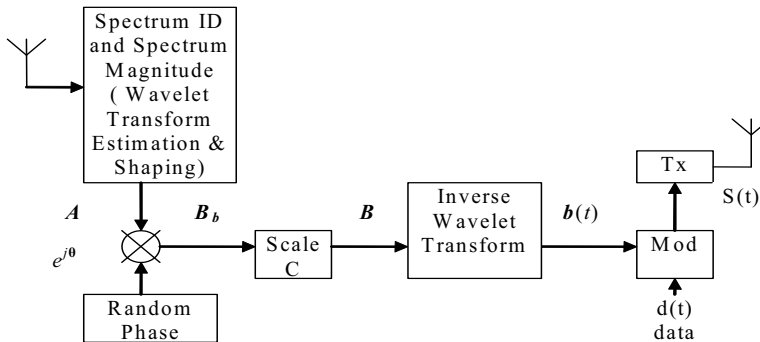 Spectrum ID
and Spectrum
Magnitude
( Wavelet
Transform
Estimation &
Shaping)
A
B_b
e^{jθ}
Random
Phase
Scale
C
B
Inverse
Wavelet
Transform
b(t)
Tx
S(t)
Mod
d(t)
data